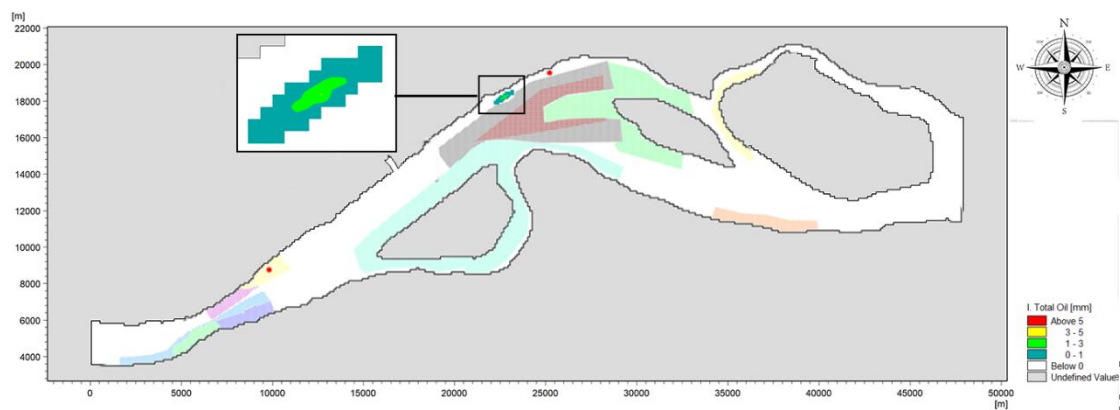 [m]
22000
20000
18000
16000
14000
12000
10000
8000
6000
4000
0 5000 10000 15000 20000 25000 30000 35000 40000 45000 50000
[m]
N
W E
S
I. Total Oil [mm]
Above 5
3 - 5
1 - 3
0 - 1
Below 0
Undefined Value